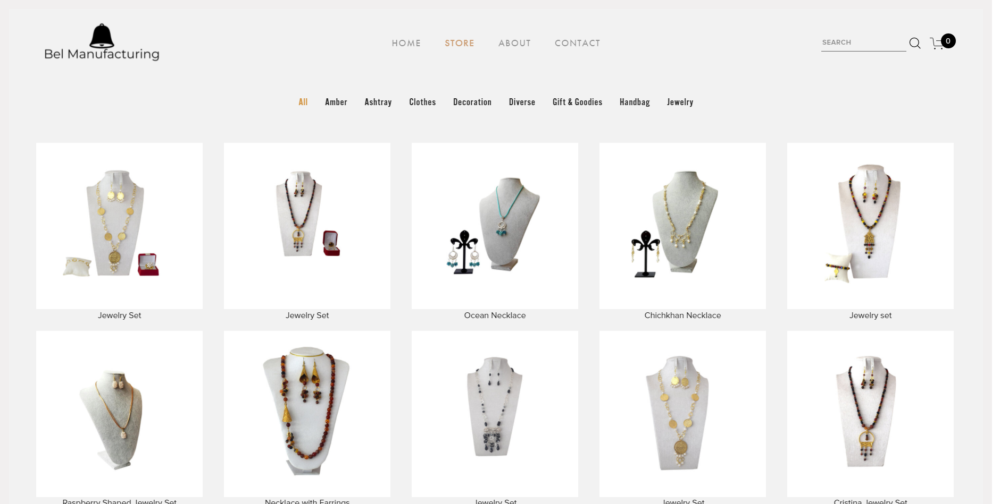 Bel Manufacturing
HOME STORE ABOUT CONTACT
SEARCH
0
All Amber Ashtray Clothes Decoration Diverse Gift & Goodies Handbag Jewelry
Jewelry Set Jewelry Set Ocean Necklace Chichkhan Necklace Jewelry set
Raspberry Shaped Jewelry Set Necklace with Earrings Jewelry Set Jewelry Set Cristina Jewelry Set